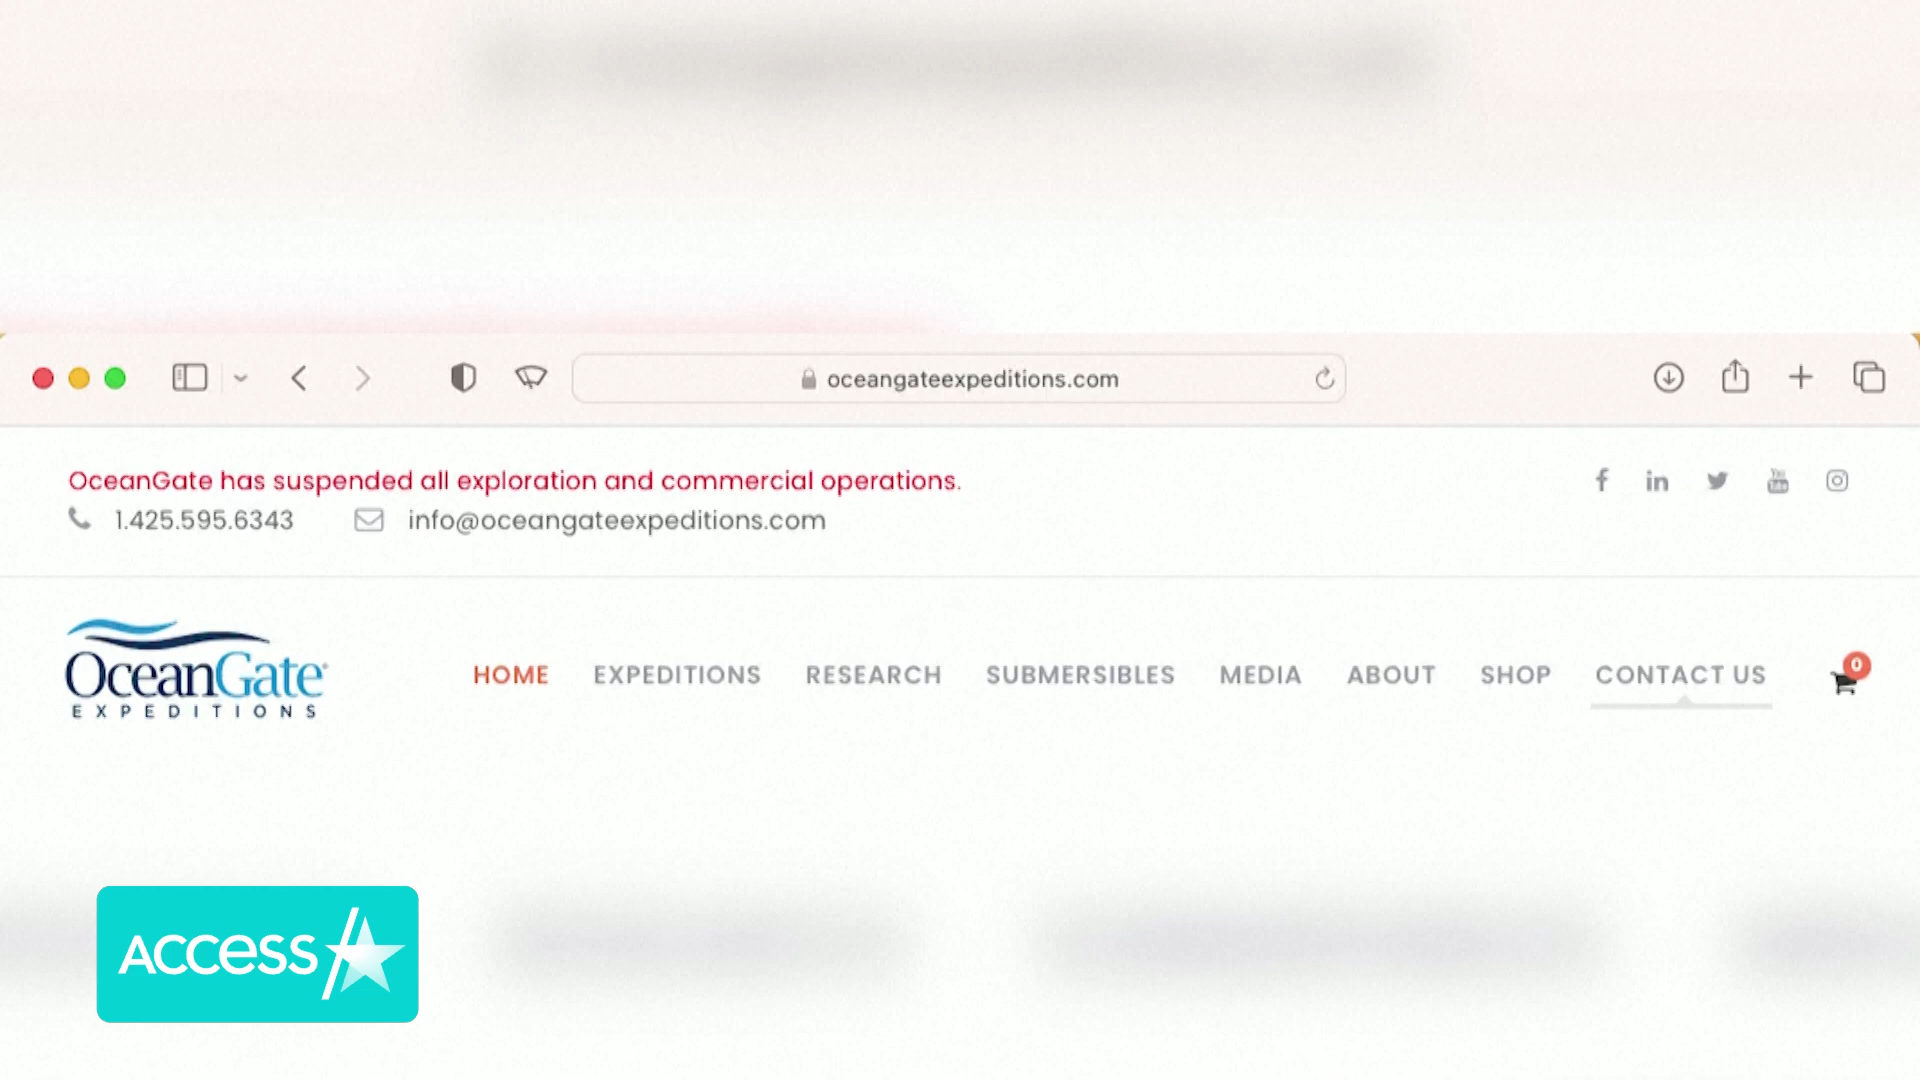 oceangateexpeditions.com
OceanGate has suspended all exploration and commercial operations.
1.425.595.6343 info@oceangateexpeditions.com
OceanGate
EXPEDITIONS
HOME EXPEDITIONS RESEARCH SUBMERSIBLES MEDIA ABOUT SHOP CONTACT US 0
access